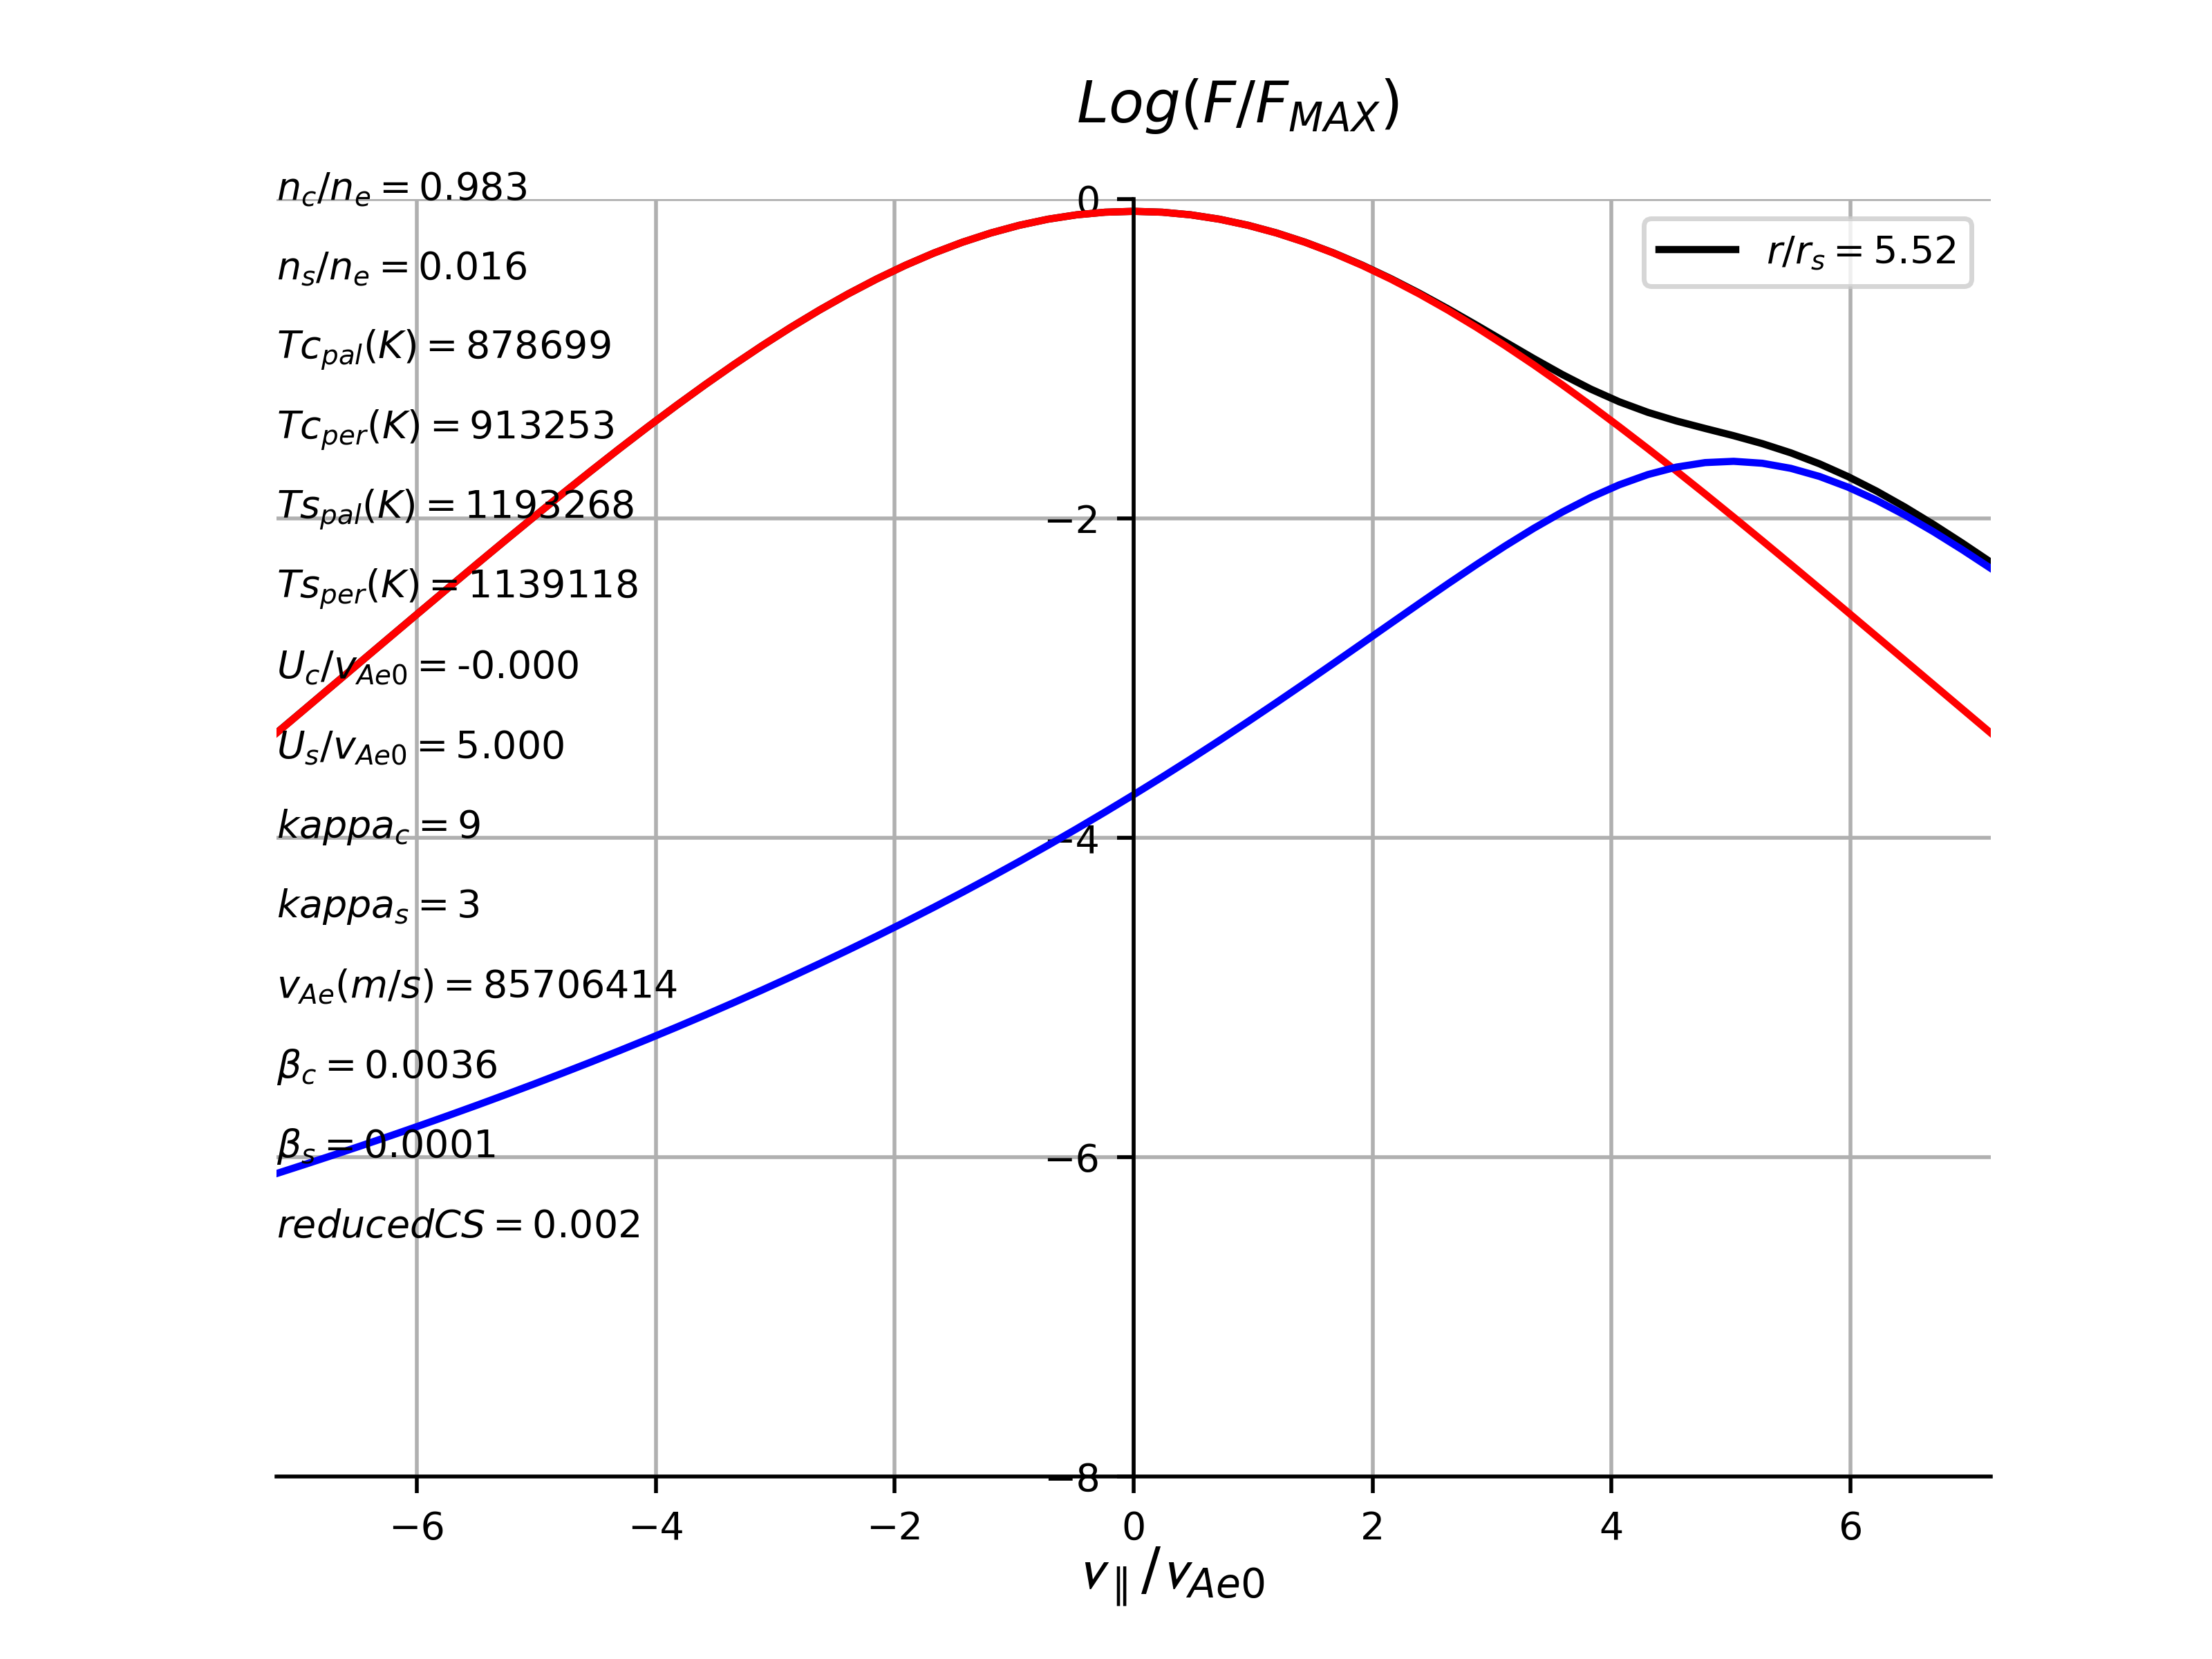 Log(F/F_MAX)
n_c/n_e = 0.983
n_s/n_e = 0.016
Tc_pal(K) = 878699
Tc_per(K) = 913253
Ts_pal(K) = 1193268
Ts_per(K) = 1139118
U_c/v_Ae0 = -0.000
U_s/v_Ae0 = 5.000
kappa_c = 9
kappa_s = 3
v_Ae(m/s) = 85706414
β_c = 0.0036
β_s = 0.0001
reducedCS = 0.002
r/r_s = 5.52
0
−2
−4
−6
−8
−6 −4 −2 0 2 4 6
v_∥/v_Ae0